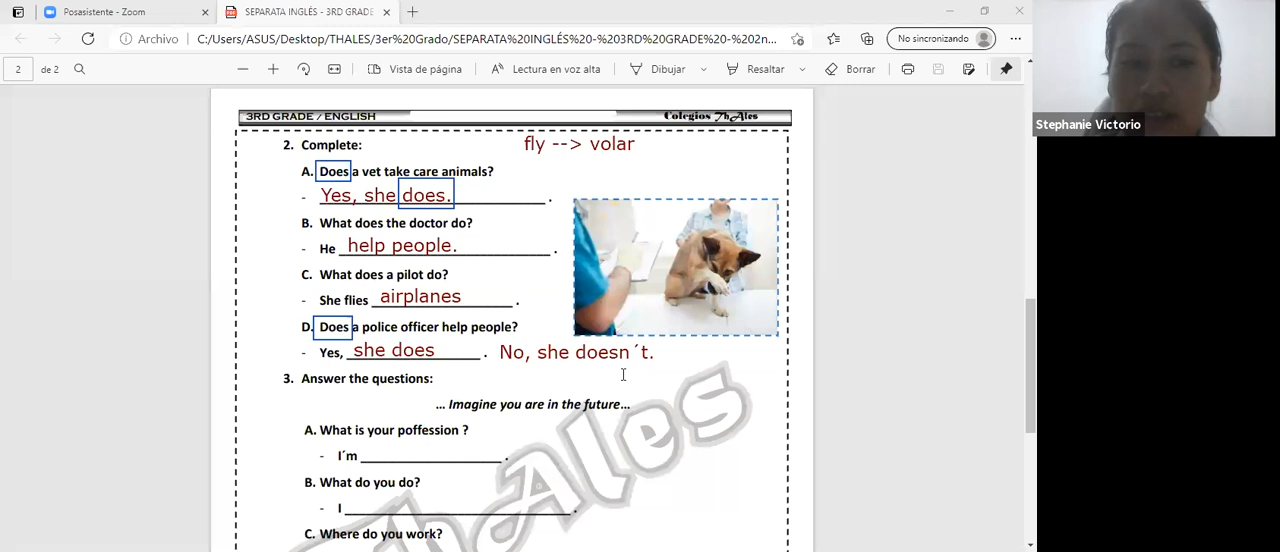 Posasistente - Zoom
SEPARATA INGLÉS - 3RD GRADE
Archivo
C:/Users/ASUS/Desktop/THALES/3er%20Grado/SEPARATA%20INGLÉS%20-%203RD%20GRADE%20-%202n...
No sincronizando
2
de 2
Vista de página
Lectura en voz alta
Dibujar
Resaltar
Borrar
Stephanie Victorio
3RD GRADE / ENGLISH
Colegios ThAles
2. Complete:
fly --> volar
A. Does a vet take care animals?
- Yes, she does. .
B. What does the doctor do?
- He help people. .
C. What does a pilot do?
- She flies airplanes .
D. Does a police officer help people?
- Yes, she does . No, she doesn´t.
3. Answer the questions:
... Imagine you are in the future...
A. What is your poffession ?
- I´m ____________________ .
B. What do you do?
- I ________________________________ .
C. Where do you work?
ThAles